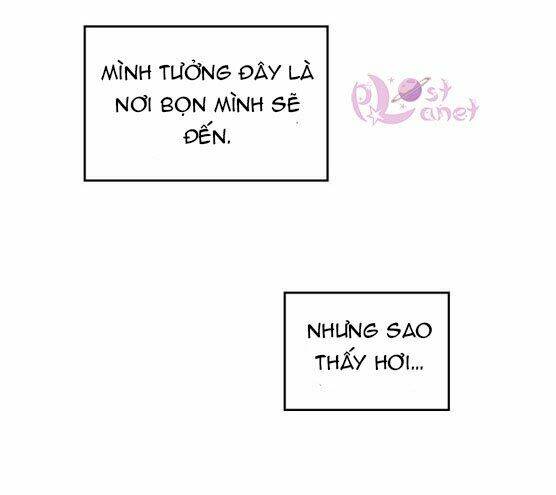 MÌNH TƯỞNG ĐÂY LÀ
NƠI BỌN MÌNH SẼ
ĐẾN.
Lost
Planet
NHƯNG SAO
THẤY HƠI...